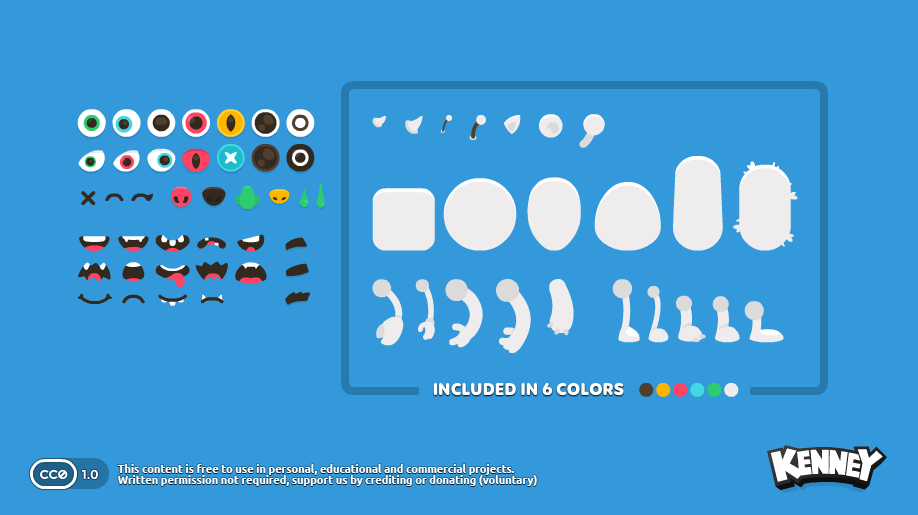 INCLUDED IN 6 COLORS
CC0 1.0
This content is free to use in personal, educational and commercial projects.
Written permission not required, support us by crediting or donating (voluntary)
KENNEY